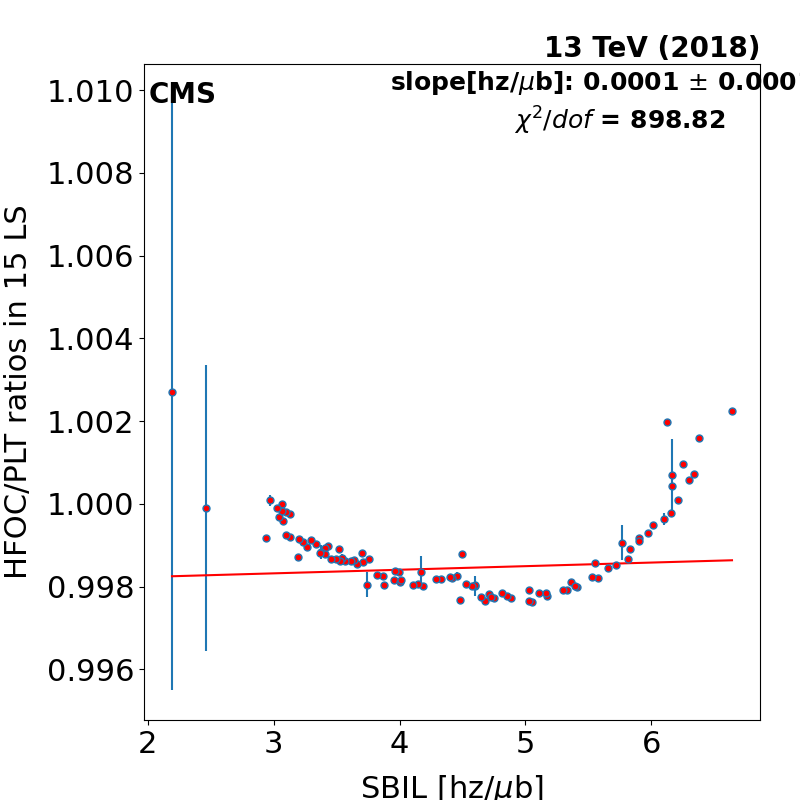 13 TeV (2018)
CMS
slope[hz/μb]: 0.0001 ± 0.000
χ²/dof = 898.82
HFOC/PLT ratios in 15 LS
1.010
1.008
1.006
1.004
1.002
1.000
0.998
0.996
2 3 4 5 6
SBIL [hz/μb]